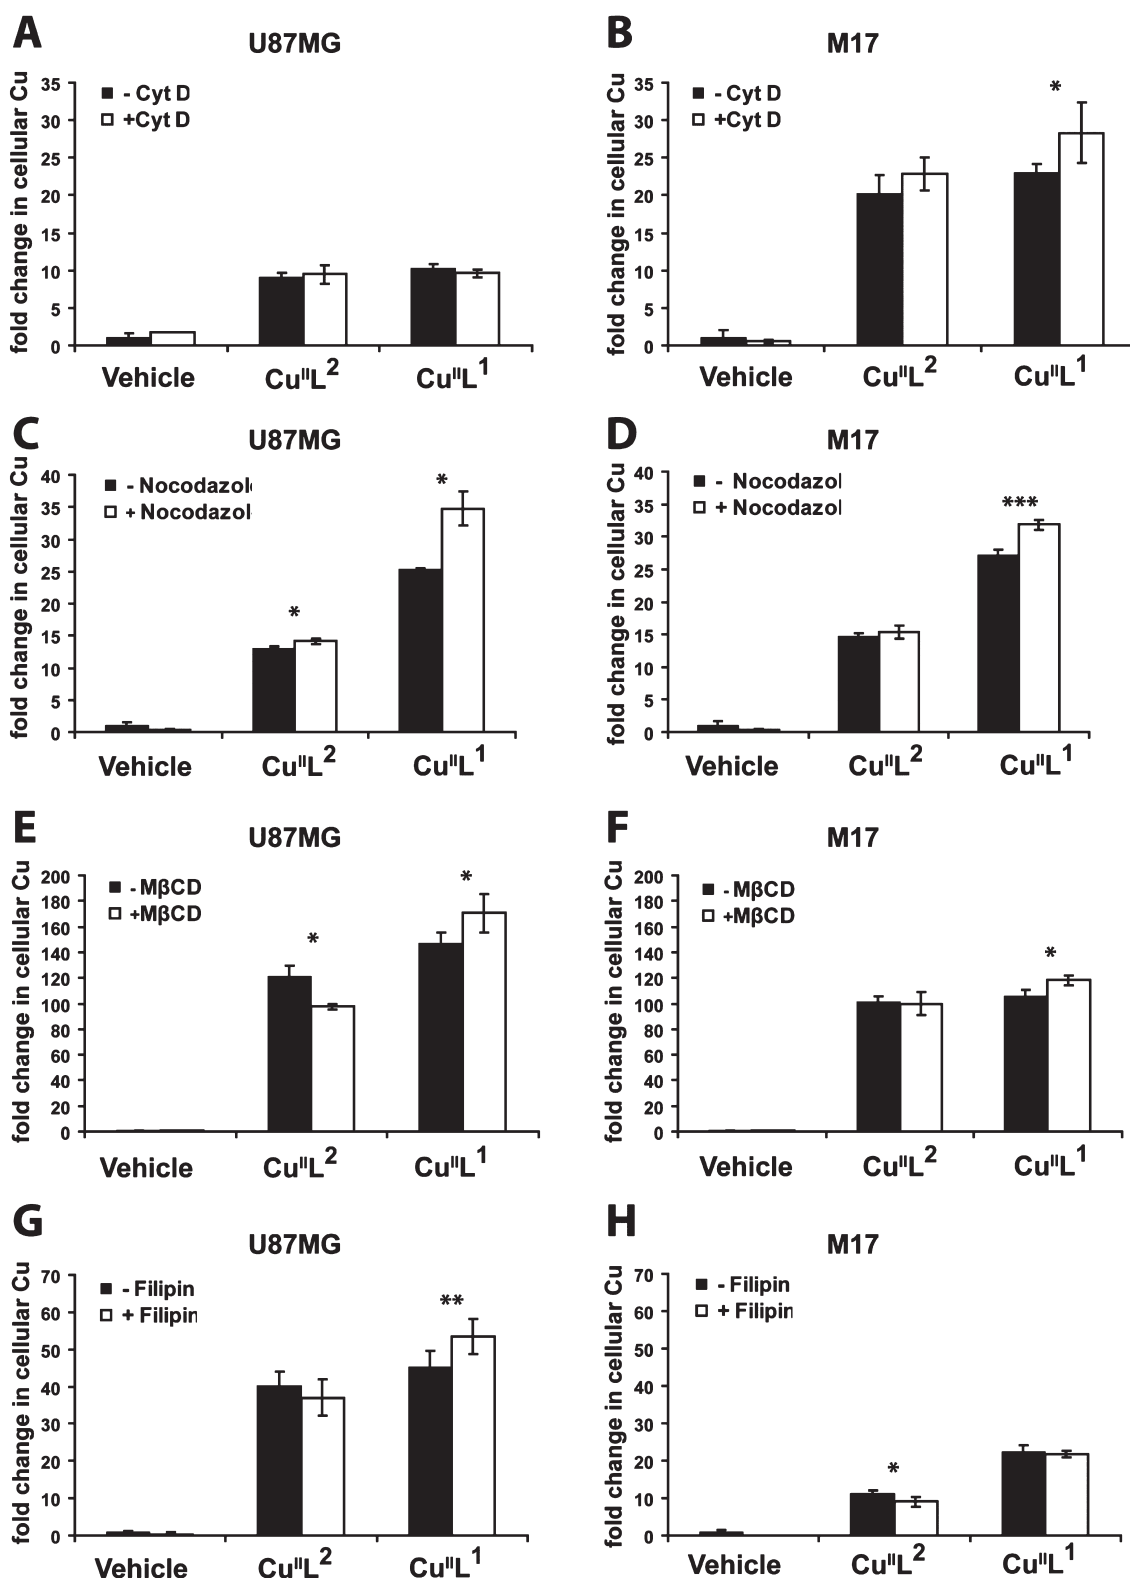 A
U87MG
fold change in cellular Cu
35
30
25
20
15
10
5
0
- Cyt D
+Cyt D
Vehicle
CuᴵᴵL²
CuᴵᴵL¹
B
M17
fold change in cellular Cu
35
30
25
20
15
10
5
0
- Cyt D
+Cyt D
*
Vehicle
CuᴵᴵL²
CuᴵᴵL¹
C
U87MG
fold change in cellular Cu
40
35
30
25
20
15
10
5
0
- Nocodazol
+ Nocodazol
*
*
Vehicle
CuᴵᴵL²
CuᴵᴵL¹
D
M17
fold change in cellular Cu
40
35
30
25
20
15
10
5
0
- Nocodazol
+ Nocodazol
***
Vehicle
CuᴵᴵL²
CuᴵᴵL¹
E
U87MG
fold change in cellular Cu
200
180
160
140
120
100
80
60
40
20
0
- MβCD
+MβCD
*
*
Vehicle
CuᴵᴵL²
CuᴵᴵL¹
F
M17
fold change in cellular Cu
200
180
160
140
120
100
80
60
40
20
0
- MβCD
+MβCD
*
Vehicle
CuᴵᴵL²
CuᴵᴵL¹
G
U87MG
fold change in cellular Cu
70
60
50
40
30
20
10
0
- Filipin
+ Filipin
**
Vehicle
CuᴵᴵL²
CuᴵᴵL¹
H
M17
fold change in cellular Cu
70
60
50
40
30
20
10
0
- Filipin
+ Filipin
*
Vehicle
CuᴵᴵL²
CuᴵᴵL¹